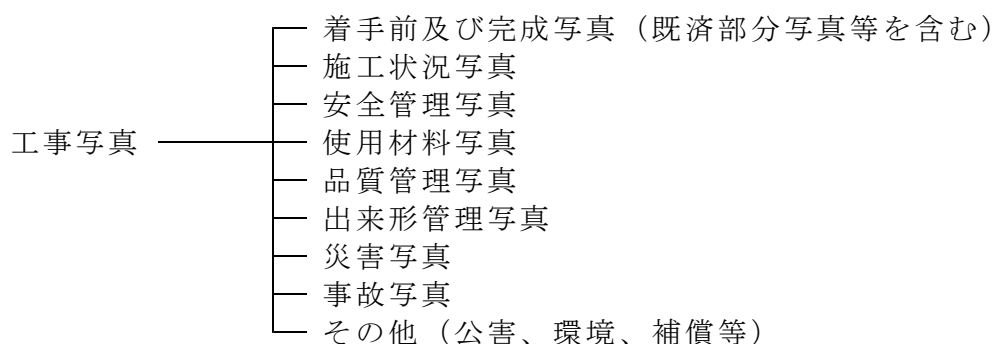 着手前及び完成写真（既済部分写真等を含む）
施工状況写真
安全管理写真
工事写真
使用材料写真
品質管理写真
出来形管理写真
災害写真
事故写真
その他（公害、環境、補償等）